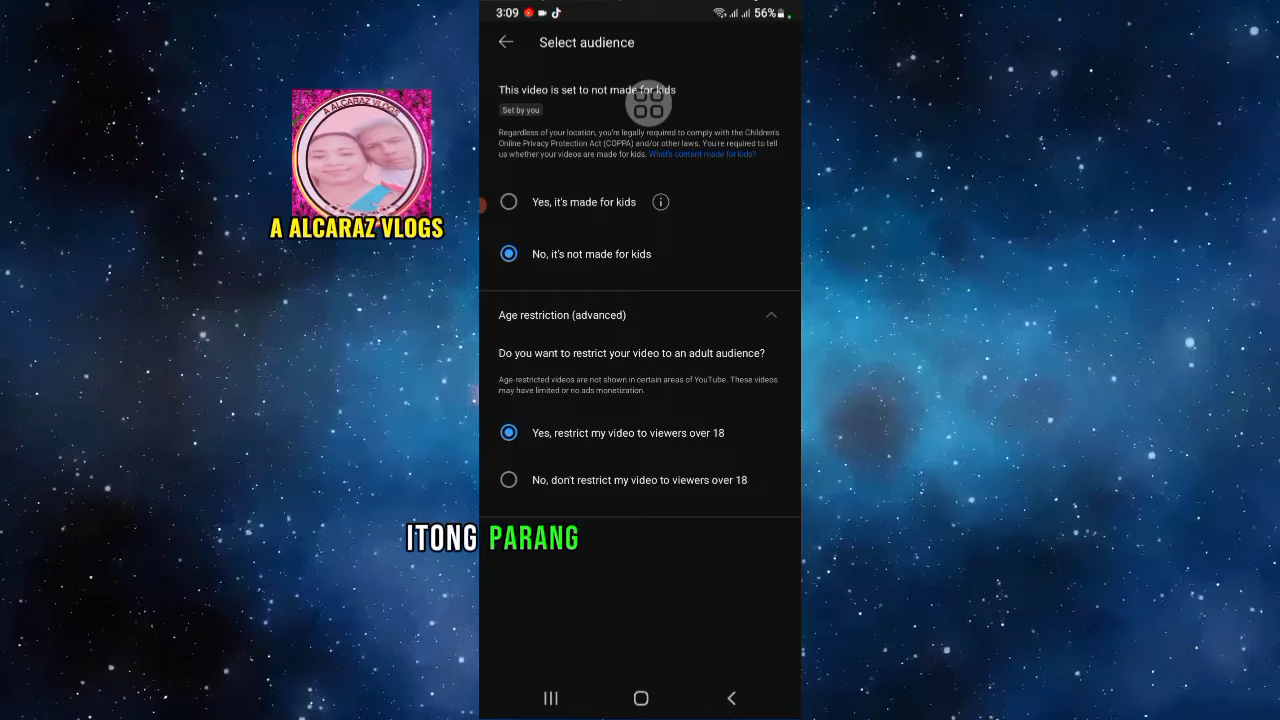 3:09
56%
Select audience
This video is set to not made for kids
Set by you
Regardless of your location, you're legally required to comply with the Children's
Online Privacy Protection Act (COPPA) and/or other laws. You're required to tell
us whether your videos are made for kids. What's content made for kids?
A ALCARAZ VLOGS
A ALCARAZ VLOGS
Yes, it's made for kids
No, it's not made for kids
Age restriction (advanced)
Do you want to restrict your video to an adult audience?
Age-restricted videos are not shown in certain areas of YouTube. These videos
may have limited or no ads monetization.
Yes, restrict my video to viewers over 18
No, don't restrict my video to viewers over 18
ITONG PARANG